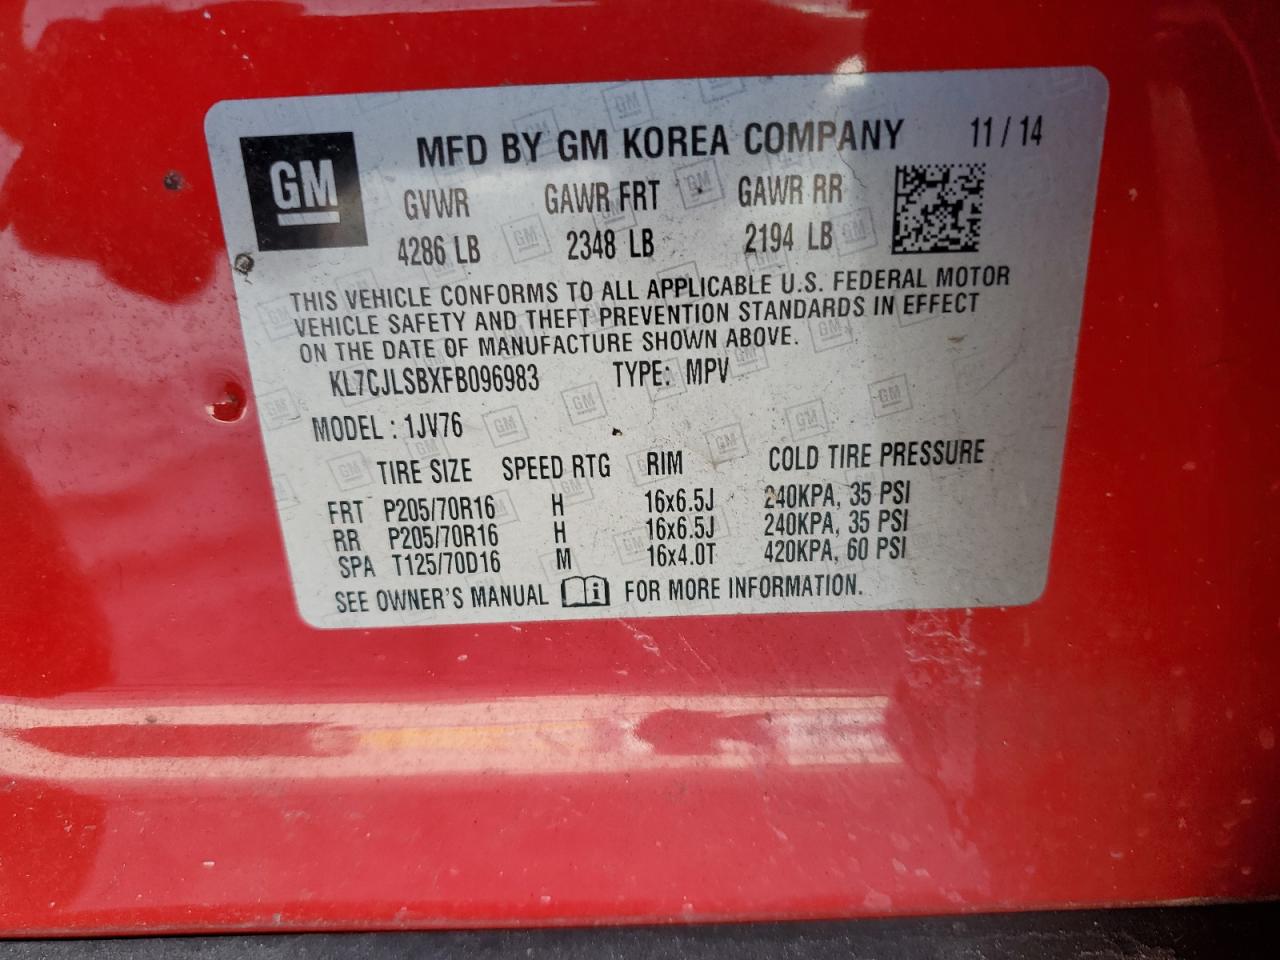 GM
MFD BY GM KOREA COMPANY 11 / 14
GVWR GAWR FRT GAWR RR
4286 LB 2348 LB 2194 LB
THIS VEHICLE CONFORMS TO ALL APPLICABLE U.S. FEDERAL MOTOR
VEHICLE SAFETY AND THEFT PREVENTION STANDARDS IN EFFECT
ON THE DATE OF MANUFACTURE SHOWN ABOVE.
KL7CJLSBXFB096983 TYPE: MPV
MODEL : 1JV76
TIRE SIZE SPEED RTG RIM COLD TIRE PRESSURE
FRT P205/70R16 H 16x6.5J 240KPA, 35 PSI
RR P205/70R16 H 16x6.5J 240KPA, 35 PSI
SPA T125/70D16 M 16x4.0T 420KPA, 60 PSI
SEE OWNER'S MANUAL i FOR MORE INFORMATION.